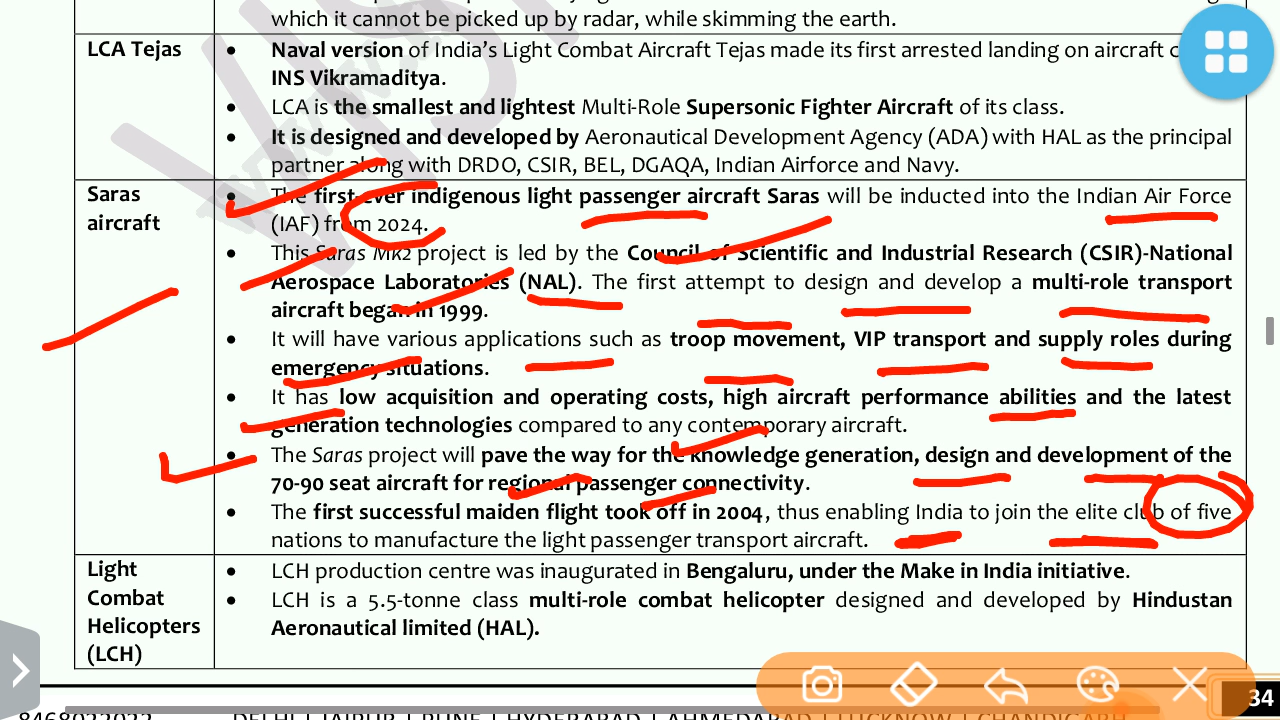 which it cannot be picked up by radar, while skimming the earth.
LCA Tejas
• Naval version of India's Light Combat Aircraft Tejas made its first arrested landing on aircraft
INS Vikramaditya.
• LCA is the smallest and lightest Multi-Role Supersonic Fighter Aircraft of its class.
• It is designed and developed by Aeronautical Development Agency (ADA) with HAL as the principal
partner along with DRDO, CSIR, BEL, DGAQA, Indian Airforce and Navy.
Saras
aircraft
• The first-ever indigenous light passenger aircraft Saras will be inducted into the Indian Air Force
(IAF) from 2024.
• This Saras Mk2 project is led by the Council of Scientific and Industrial Research (CSIR)-National
Aerospace Laboratories (NAL). The first attempt to design and develop a multi-role transport
aircraft began in 1999.
• It will have various applications such as troop movement, VIP transport and supply roles during
emergency situations.
• It has low acquisition and operating costs, high aircraft performance abilities and the latest
generation technologies compared to any contemporary aircraft.
• The Saras project will pave the way for the knowledge generation, design and development of the
70-90 seat aircraft for regional passenger connectivity.
• The first successful maiden flight took off in 2004, thus enabling India to join the elite club of five
nations to manufacture the light passenger transport aircraft.
Light
Combat
Helicopters
(LCH)
• LCH production centre was inaugurated in Bengaluru, under the Make in India initiative.
• LCH is a 5.5-tonne class multi-role combat helicopter designed and developed by Hindustan
Aeronautical limited (HAL).
34
8468022022 DELHI | JAIPUR | PUNE | HYDERABAD | AHMEDABAD | LUCKNOW | CHANDIGARH